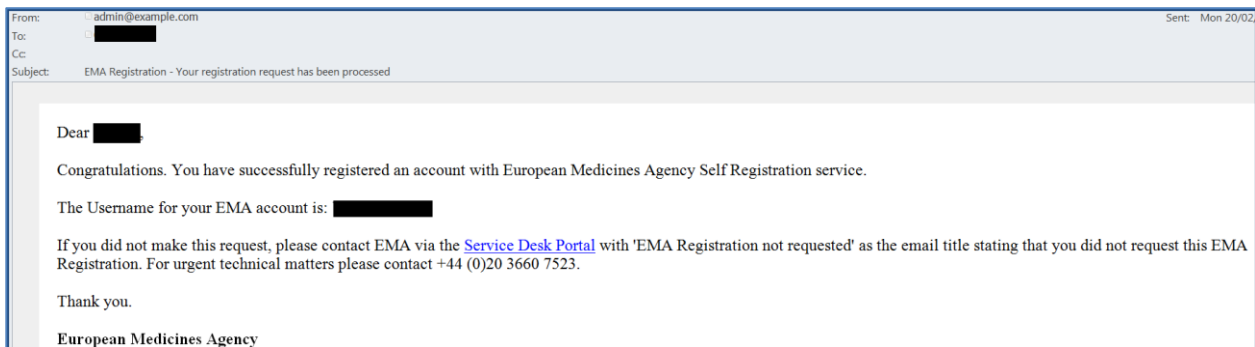 From: admin@example.com Sent: Mon 20/02/
To:
Cc:
Subject: EMA Registration - Your registration request has been processed
Dear ,
Congratulations. You have successfully registered an account with European Medicines Agency Self Registration service.
The Username for your EMA account is:
If you did not make this request, please contact EMA via the Service Desk Portal with 'EMA Registration not requested' as the email title stating that you did not request this EMA
Registration. For urgent technical matters please contact +44 (0)20 3660 7523.
Thank you.
European Medicines Agency